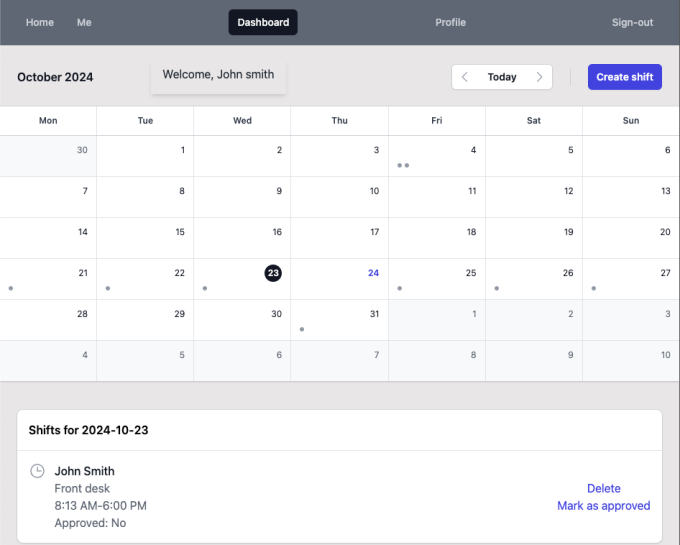 Home Me Dashboard Profile Sign-out
October 2024 Welcome, John smith Today Create shift
Mon Tue Wed Thu Fri Sat Sun
30 1 2 3 4 5 6
7 8 9 10 11 12 13
14 15 16 17 18 19 20
21 22 23 24 25 26 27
28 29 30 31 1 2 3
4 5 6 7 8 9 10
Shifts for 2024-10-23
John Smith
Front desk Delete
8:13 AM-6:00 PM Mark as approved
Approved: No